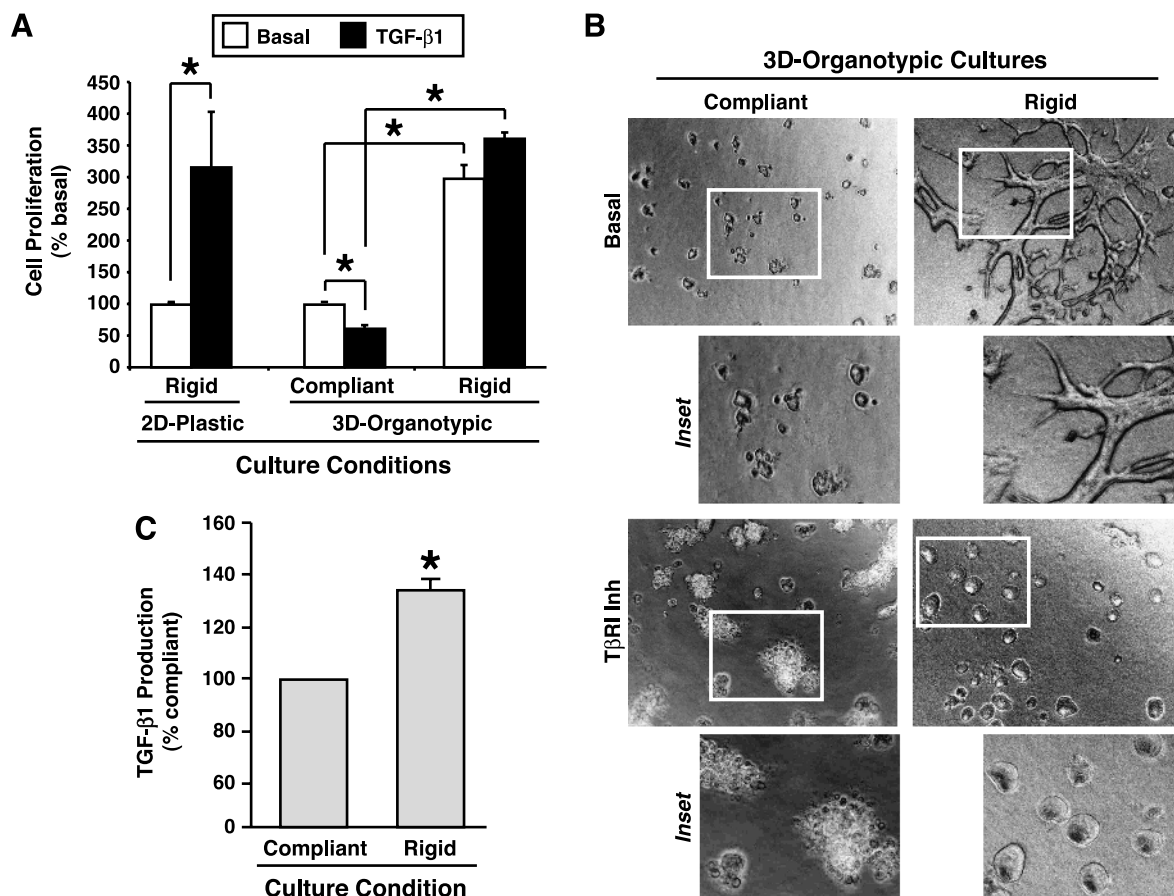 A
Basal
TGF-β1
Cell Proliferation
(% basal)
450
400
350
300
250
200
150
100
50
0
*
*
*
*
Rigid
Compliant
Rigid
2D-Plastic
3D-Organotypic
Culture Conditions
B
3D-Organotypic Cultures
Compliant
Rigid
Basal
Inset
TβRI Inh
Inset
C
TGF-β1 Production
(% compliant)
160
140
120
100
80
60
0
*
Compliant
Rigid
Culture Condition